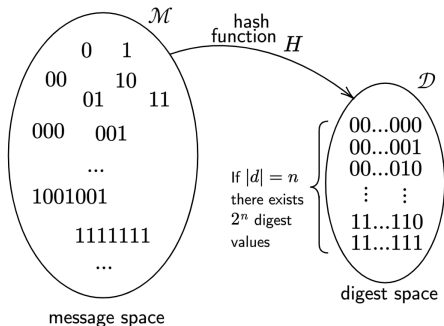 hash
function H
M
0 1
00 10
01 11
000 001
...
1001001
1111111
...
message space
D
00...000
00...001
00...010
⋮ ⋮
11...110
11...111
If |d| = n
there exists
2ⁿ digest
values
digest space